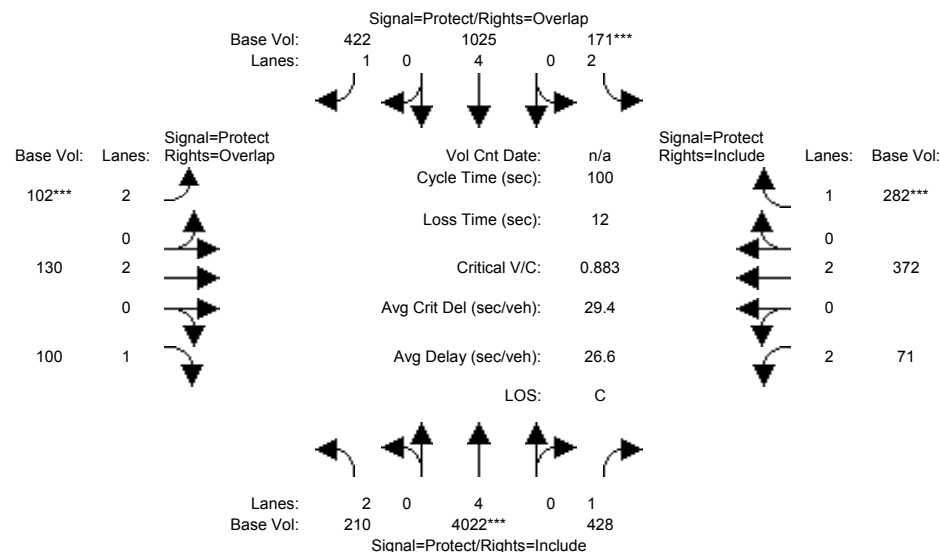 Signal=Protect/Rights=Overlap
Base Vol: 422 1025 171***
Lanes: 1 0 4 0 2
Signal=Protect
Rights=Overlap
Signal=Protect
Rights=Include
Base Vol: Lanes:
Vol Cnt Date: n/a
Lanes: Base Vol:
Cycle Time (sec): 100
102*** 2
1 282***
Loss Time (sec): 12
0
0
130 2
Critical V/C: 0.883
2 372
0
Avg Crit Del (sec/veh): 29.4
0
100 1
Avg Delay (sec/veh): 26.6
2 71
LOS: C
Lanes: 2 0 4 0 1
Base Vol: 210 4022*** 428
Signal=Protect/Rights=Include